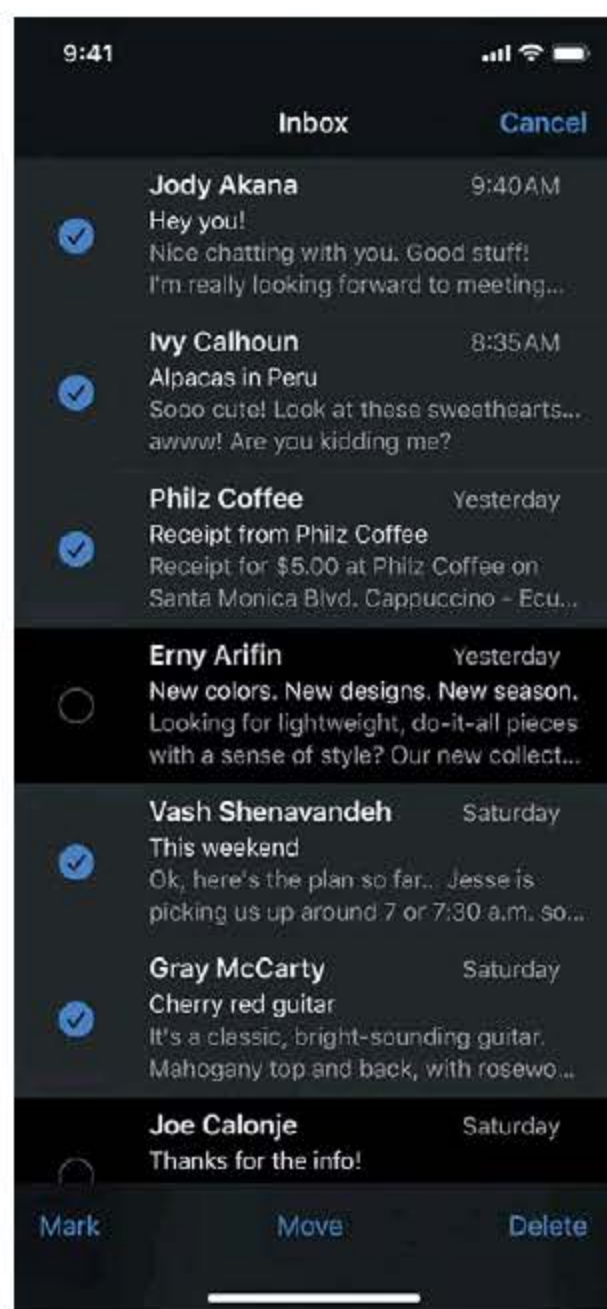 9:41
Inbox
Cancel
Jody Akana
9:40AM
Hey you!
Nice chatting with you. Good stuff!
I'm really looking forward to meeting...
Ivy Calhoun
8:35AM
Alpacas in Peru
Sooo cute! Look at these sweethearts...
awww! Are you kidding me?
Philz Coffee
Yesterday
Receipt from Philz Coffee
Receipt for $5.00 at Philz Coffee on
Santa Monica Blvd. Cappuccino - Ecu...
Erny Arifin
Yesterday
New colors. New designs. New season.
Looking for lightweight, do-it-all pieces
with a sense of style? Our new collect...
Vash Shenavandeh
Saturday
This weekend
Ok, here's the plan so far.. Jesse is
picking us up around 7 or 7:30 a.m. so...
Gray McCarty
Saturday
Cherry red guitar
It's a classic, bright-sounding guitar.
Mahogany top and back, with rosewo...
Joe Calonje
Saturday
Thanks for the info!
Mark
Move
Delete